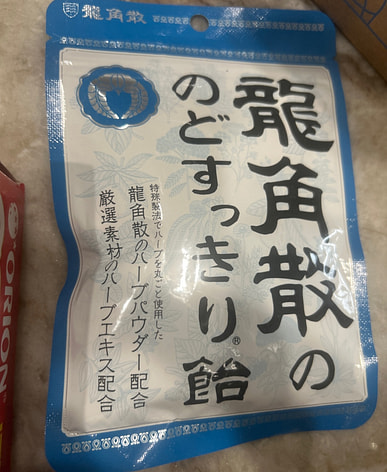 龍角散
龍角散の
のどすっきり飴®
特殊製法でハーブを丸ごと使用した
龍角散のハーブパウダー配合
厳選素材のハーブエキス配合
ORION